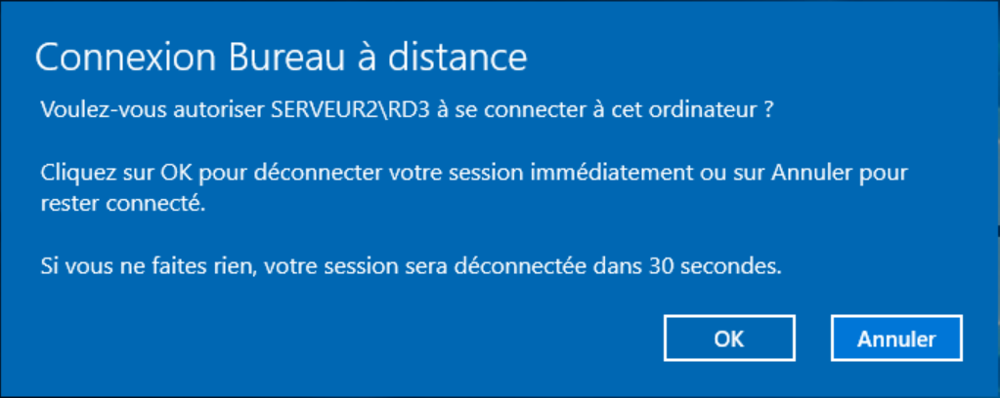 Connexion Bureau à distance
Voulez-vous autoriser SERVEUR2\RD3 à se connecter à cet ordinateur ?
Cliquez sur OK pour déconnecter votre session immédiatement ou sur Annuler pour
rester connecté.
Si vous ne faites rien, votre session sera déconnectée dans 30 secondes.
OK
Annuler